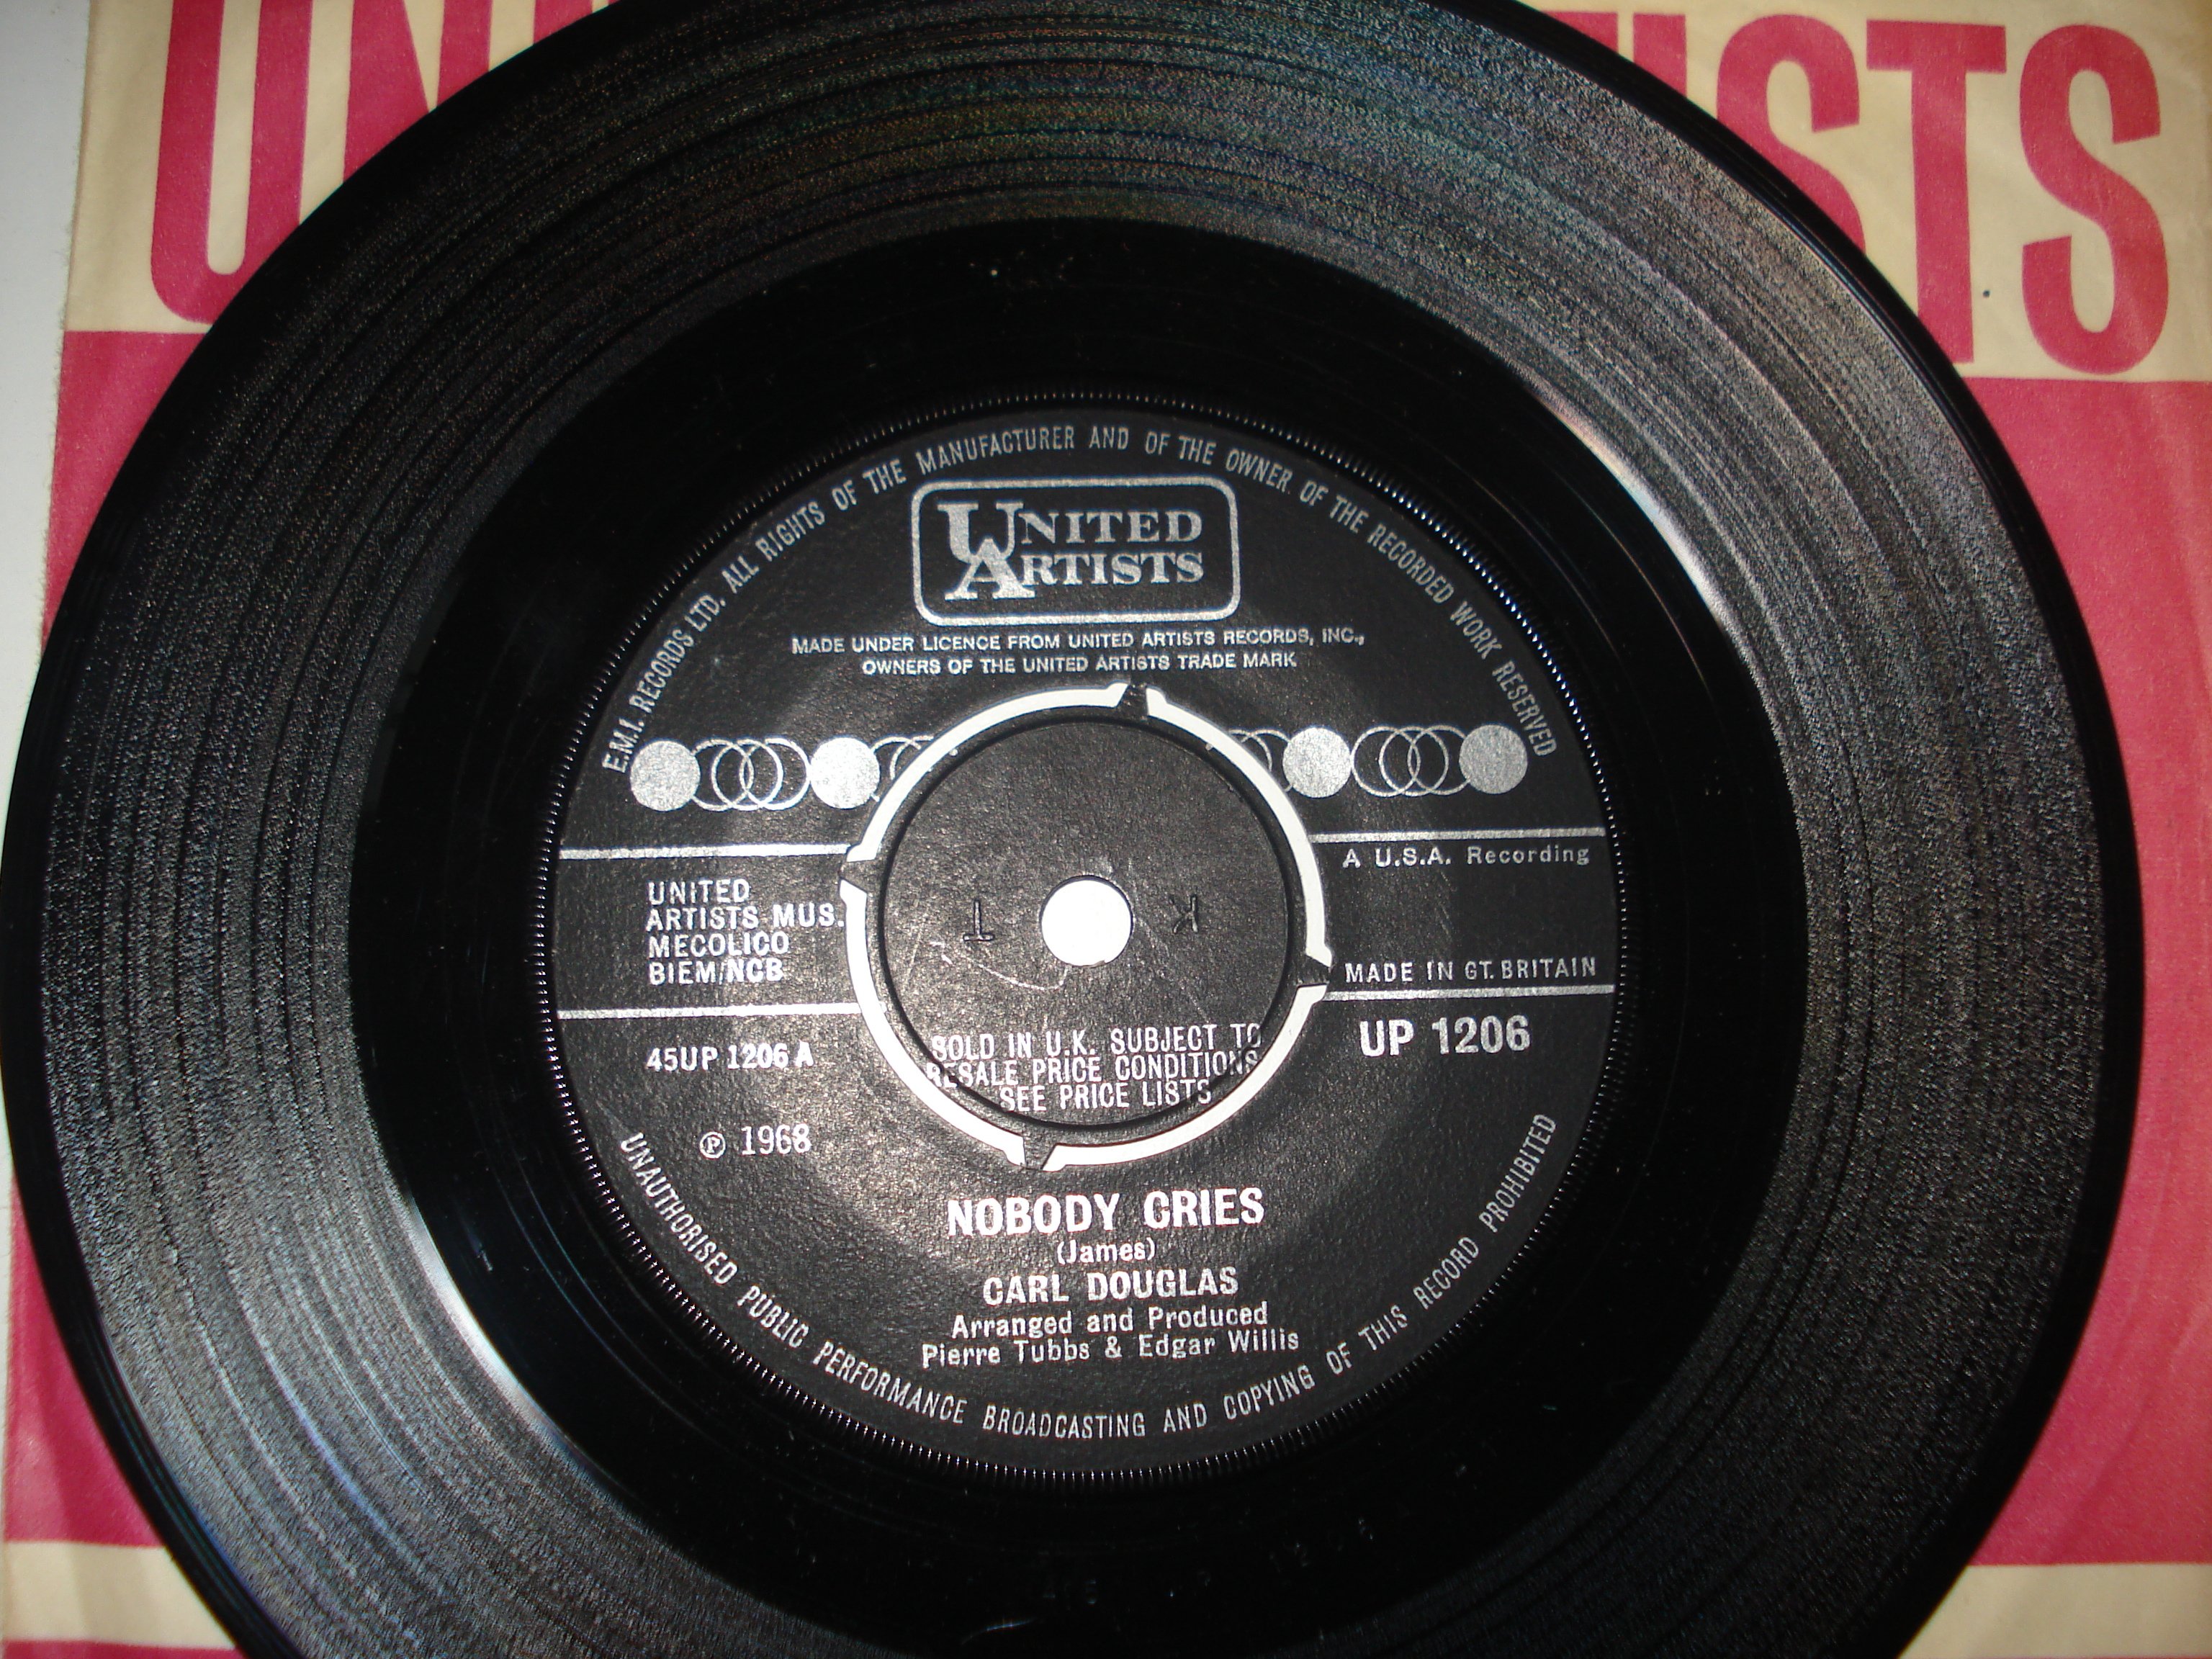 UN
ISTS
E.M.I. RECORDS LTD. ALL RIGHTS OF THE MANUFACTURER AND OF THE OWNER OF THE RECORDED WORK RESERVED
UNITED
ARTISTS
MADE UNDER LICENCE FROM UNITED ARTISTS RECORDS, INC.,
OWNERS OF THE UNITED ARTISTS TRADE MARK
A U.S.A. Recording
UNITED
ARTISTS MUS.
MECOLICO
BIEM/NCB
T K
MADE IN GT. BRITAIN
UP 1206
45UP 1206 A
SOLD IN U.K. SUBJECT TO
RESALE PRICE CONDITIONS
SEE PRICE LISTS
℗ 1968
NOBODY CRIES
(James)
CARL DOUGLAS
Arranged and Produced
Pierre Tubbs & Edgar Willis
UNAUTHORISED PUBLIC PERFORMANCE BROADCASTING AND COPYING OF THIS RECORD PROHIBITED